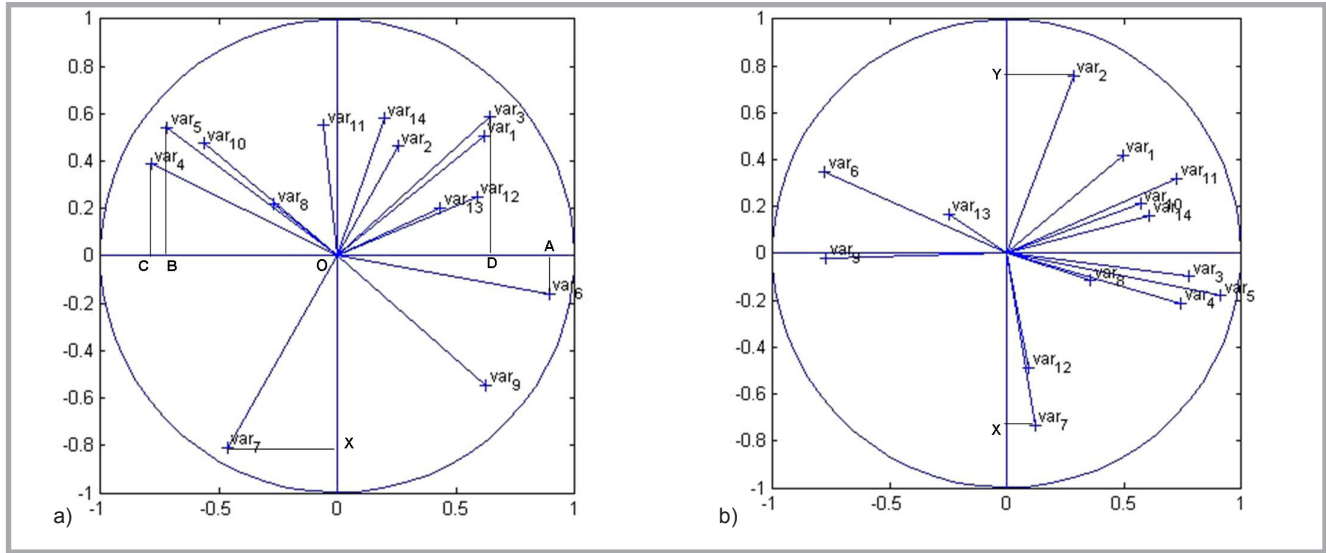 1
0.8
0.6
0.4
0.2
0
-0.2
-0.4
-0.6
-0.8
-1
-1
-0.5
0
0.5
1
var5
var10
var4
var8
var11
var14
var2
var3
var1
var12
var13
var6
var9
var7
C
B
O
D
A
X
a)
1
0.8
0.6
0.4
0.2
0
-0.2
-0.4
-0.6
-0.8
-1
-1
-0.5
0
0.5
1
Y
var2
var1
var6
var11
var10
var14
var13
var9
var3
var8
var5
var4
var12
X
var7
b)